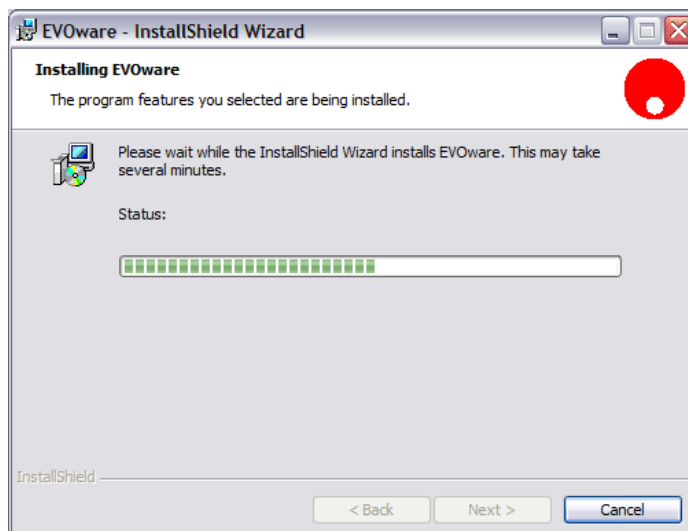 EVOware - InstallShield Wizard
Installing EVOware
The program features you selected are being installed.
Please wait while the InstallShield Wizard installs EVOware. This may take
several minutes.
Status:
InstallShield
< Back
Next >
Cancel